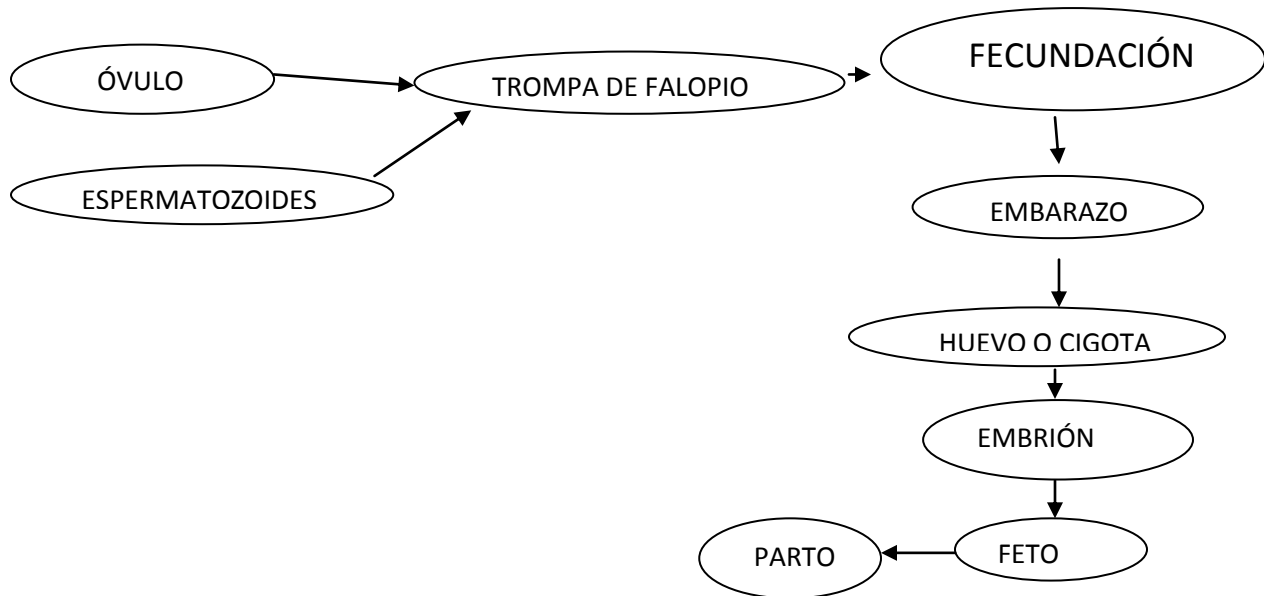 ÓVULO
TROMPA DE FALOPIO
FECUNDACIÓN
ESPERMATOZOIDES
EMBARAZO
HUEVO O CIGOTA
EMBRIÓN
FETO
PARTO